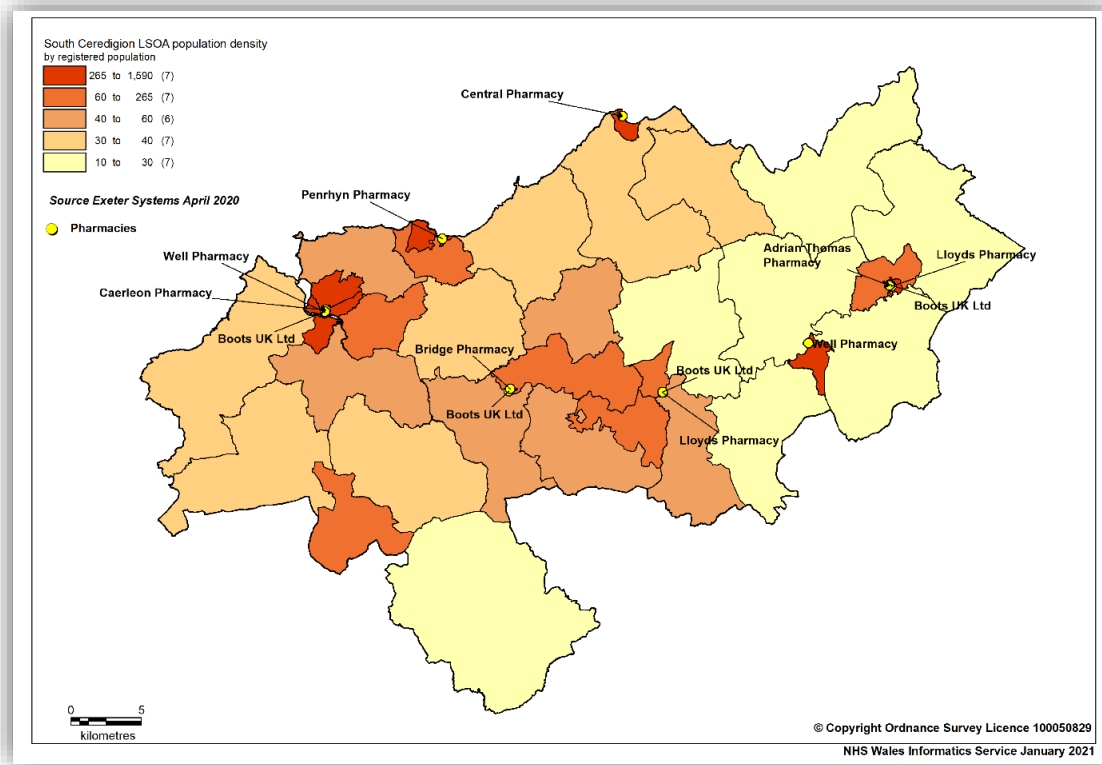 South Ceredigion LSOA population density
by registered population
265 to 1,590 (7)
60 to 265 (7)
40 to 60 (6)
30 to 40 (7)
10 to 30 (7)
Source Exeter Systems April 2020
Pharmacies
Central Pharmacy
Penrhyn Pharmacy
Well Pharmacy
Caerleon Pharmacy
Boots UK Ltd
Adrian Thomas
Pharmacy
Lloyds Pharmacy
Boots UK Ltd
Well Pharmacy
Bridge Pharmacy
Boots UK Ltd
Boots UK Ltd
Lloyds Pharmacy
0 5
kilometres
© Copyright Ordnance Survey Licence 100050829
NHS Wales Informatics Service January 2021